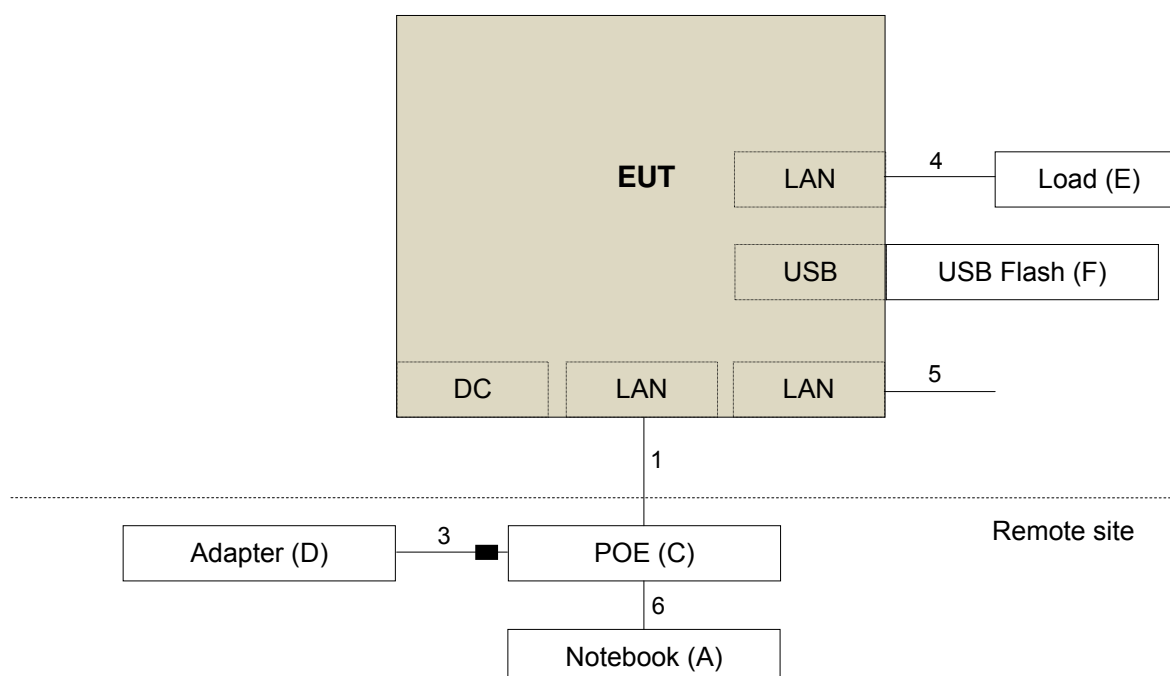 EUT
LAN
4
Load (E)
USB
USB Flash (F)
DC
LAN
LAN
5
1
Remote site
Adapter (D)
3
POE (C)
6
Notebook (A)